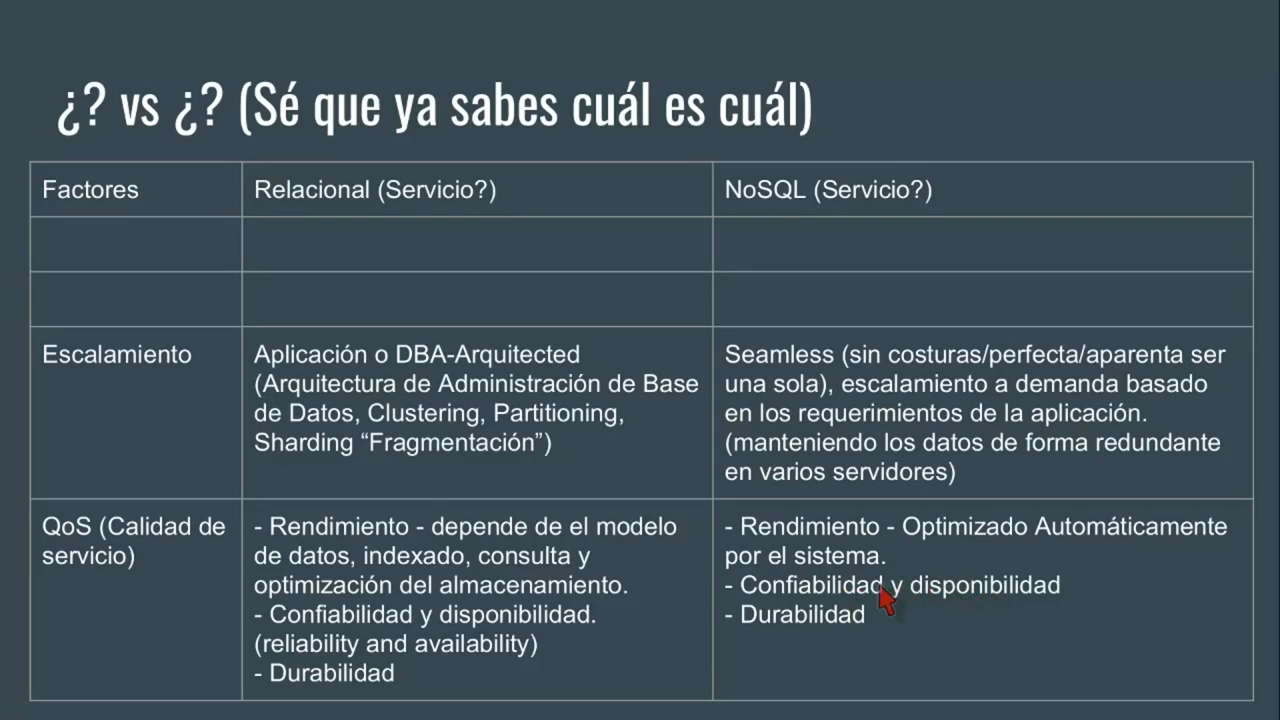 ¿? vs ¿? (Sé que ya sabes cuál es cuál)
Factores
Relacional (Servicio?)
NoSQL (Servicio?)
Escalamiento
Aplicación o DBA-Arquitected
(Arquitectura de Administración de Base
de Datos, Clustering, Partitioning,
Sharding “Fragmentación”)
Seamless (sin costuras/perfecta/aparenta ser
una sola), escalamiento a demanda basado
en los requerimientos de la aplicación.
(manteniendo los datos de forma redundante
en varios servidores)
QoS (Calidad de
servicio)
- Rendimiento - depende de el modelo
de datos, indexado, consulta y
optimización del almacenamiento.
- Confiabilidad y disponibilidad.
(reliability and availability)
- Durabilidad
- Rendimiento - Optimizado Automáticamente
por el sistema.
- Confiabilidad y disponibilidad
- Durabilidad